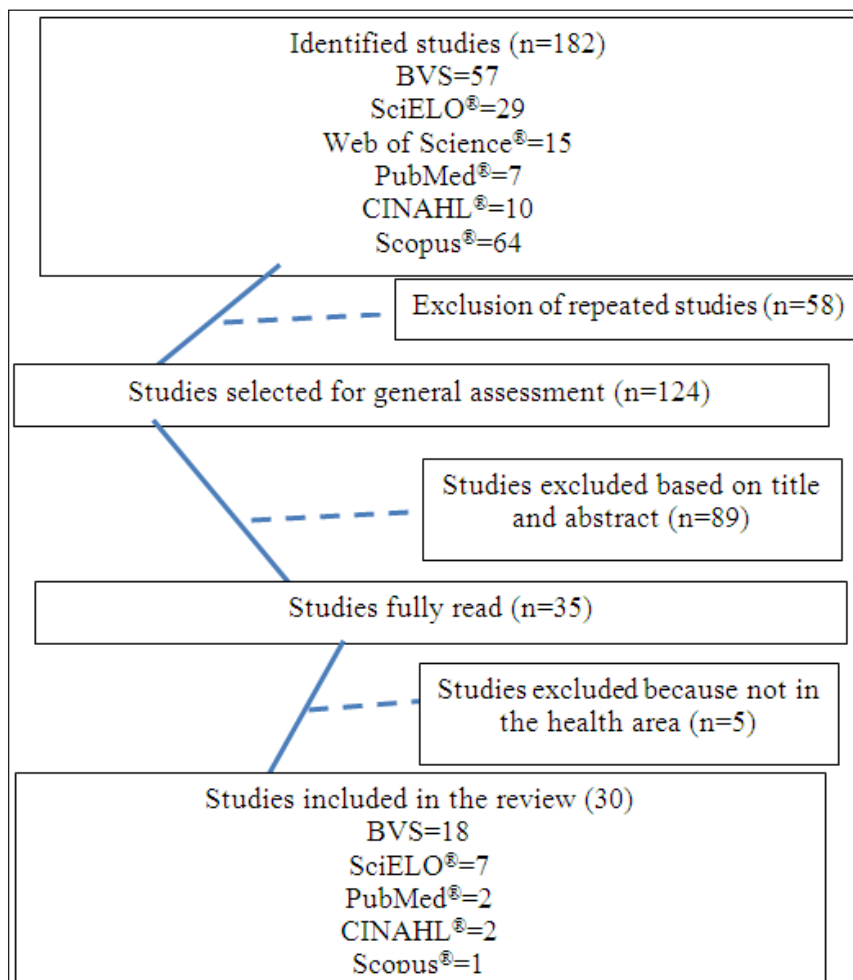 Identified studies (n=182)
BVS=57
SciELO®=29
Web of Science®=15
PubMed®=7
CINAHL®=10
Scopus®=64
Exclusion of repeated studies (n=58)
Studies selected for general assessment (n=124)
Studies excluded based on title
and abstract (n=89)
Studies fully read (n=35)
Studies excluded because not in
the health area (n=5)
Studies included in the review (30)
BVS=18
SciELO®=7
PubMed®=2
CINAHL®=2
Scopus®=1